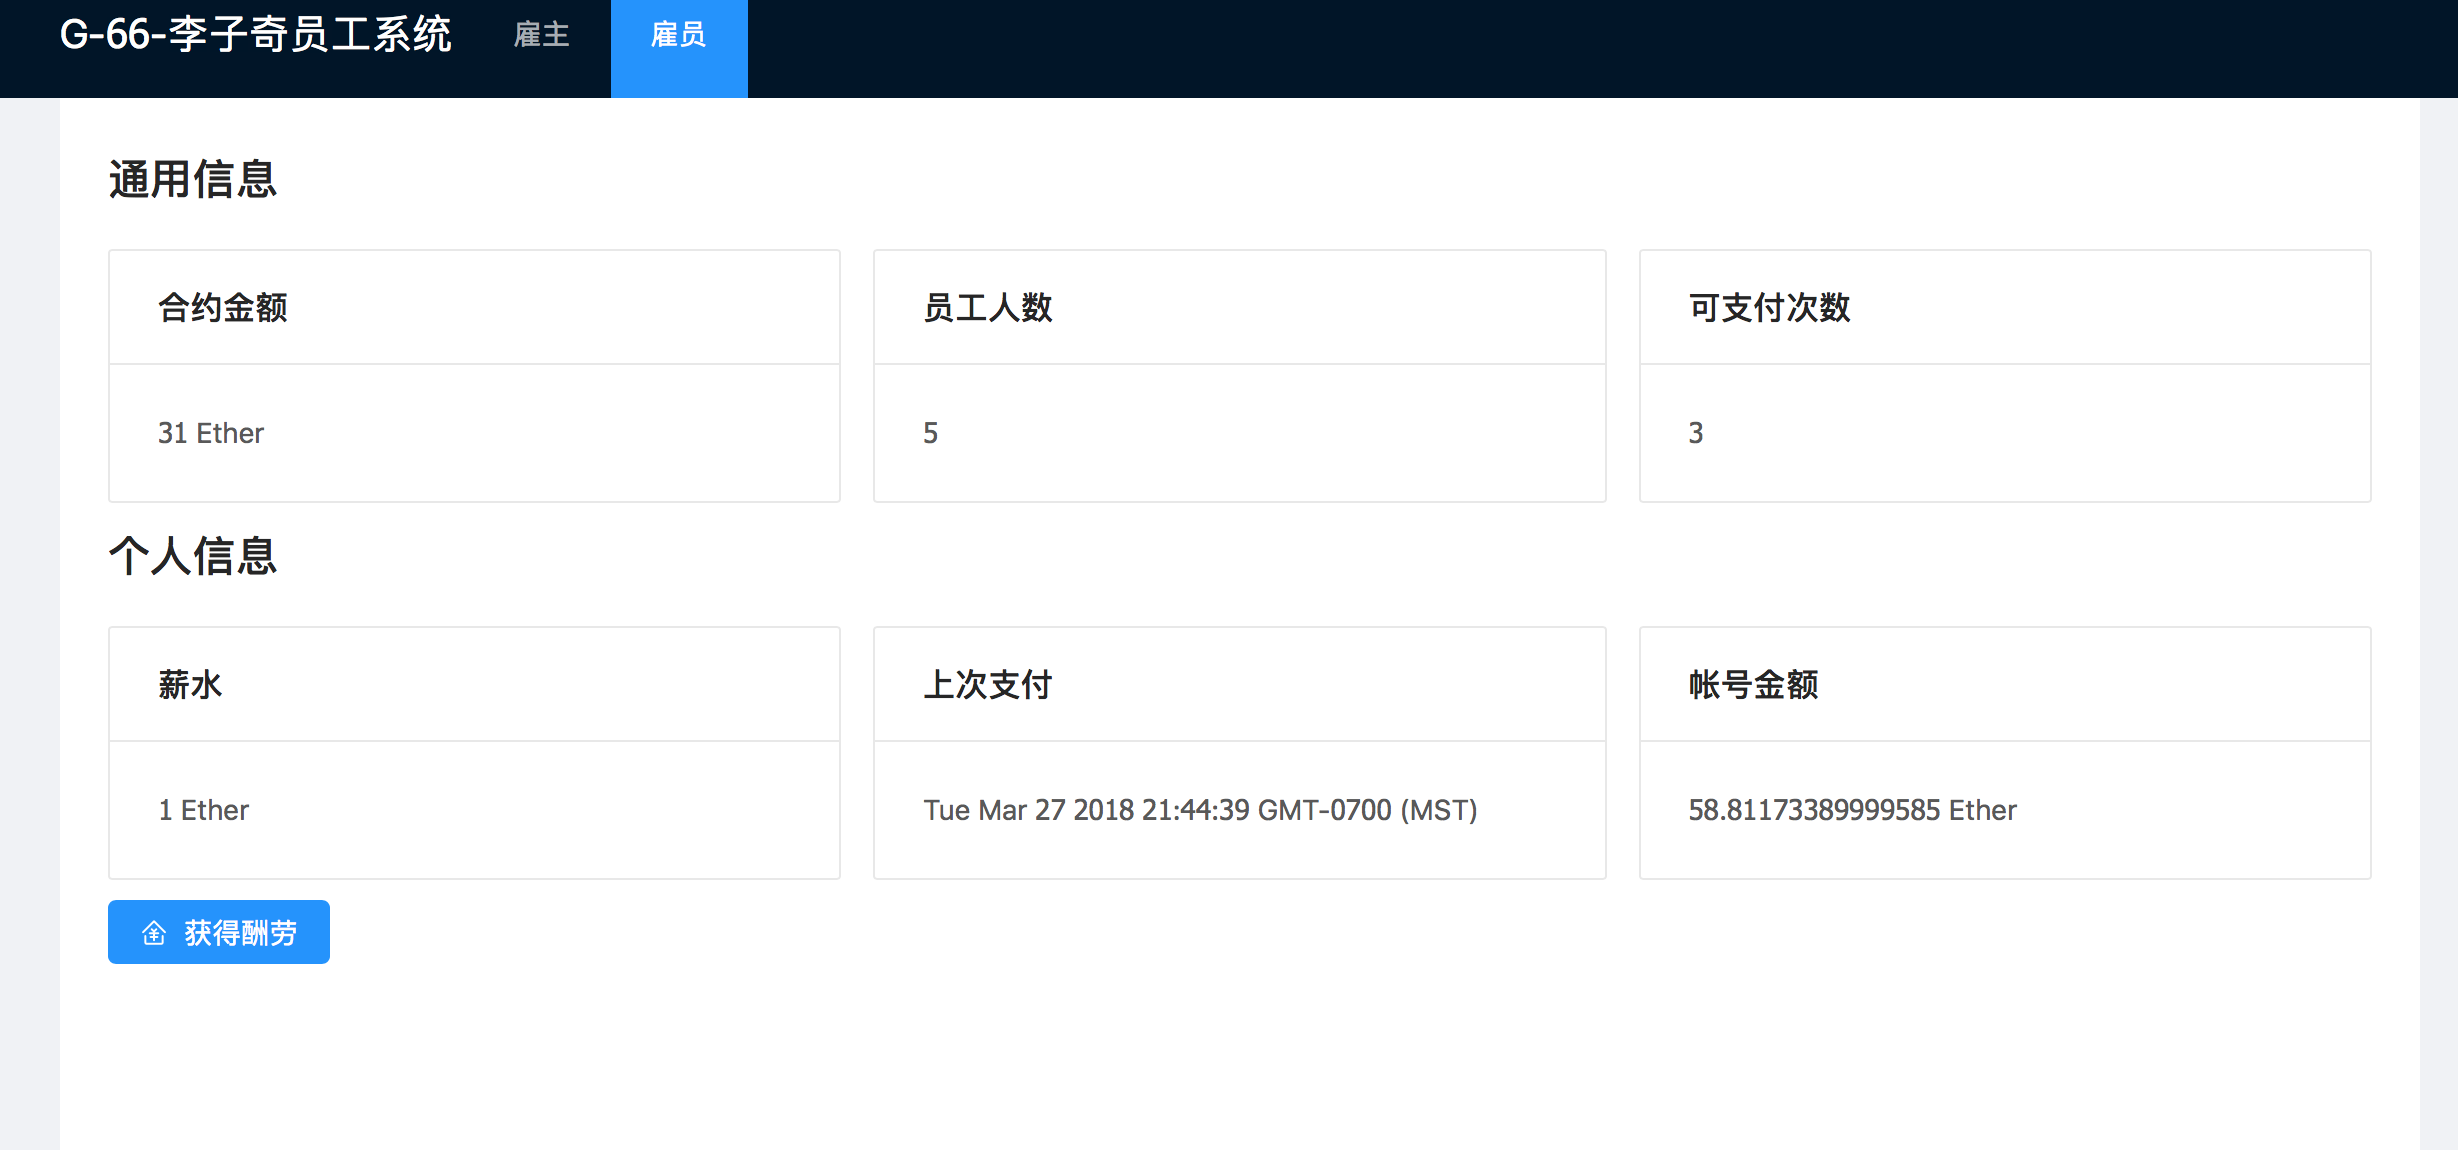 G-66-李子奇员工系统 雇主 雇员
通用信息
合约金额 员工人数 可支付次数
31 Ether 5 3
个人信息
薪水 上次支付 帐号金额
1 Ether Tue Mar 27 2018 21:44:39 GMT-0700 (MST) 58.81173389999585 Ether
获得酬劳